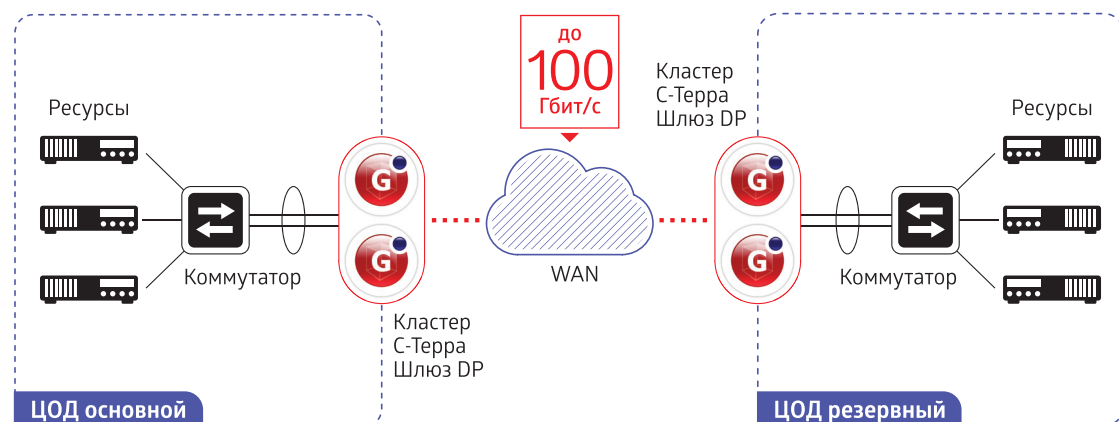 до
100
Гбит/с
Кластер
С-Терра
Шлюз DP
Ресурсы
Ресурсы
G
G
G
G
Коммутатор
WAN
Коммутатор
Кластер
С-Терра
Шлюз DP
ЦОД основной
ЦОД резервный